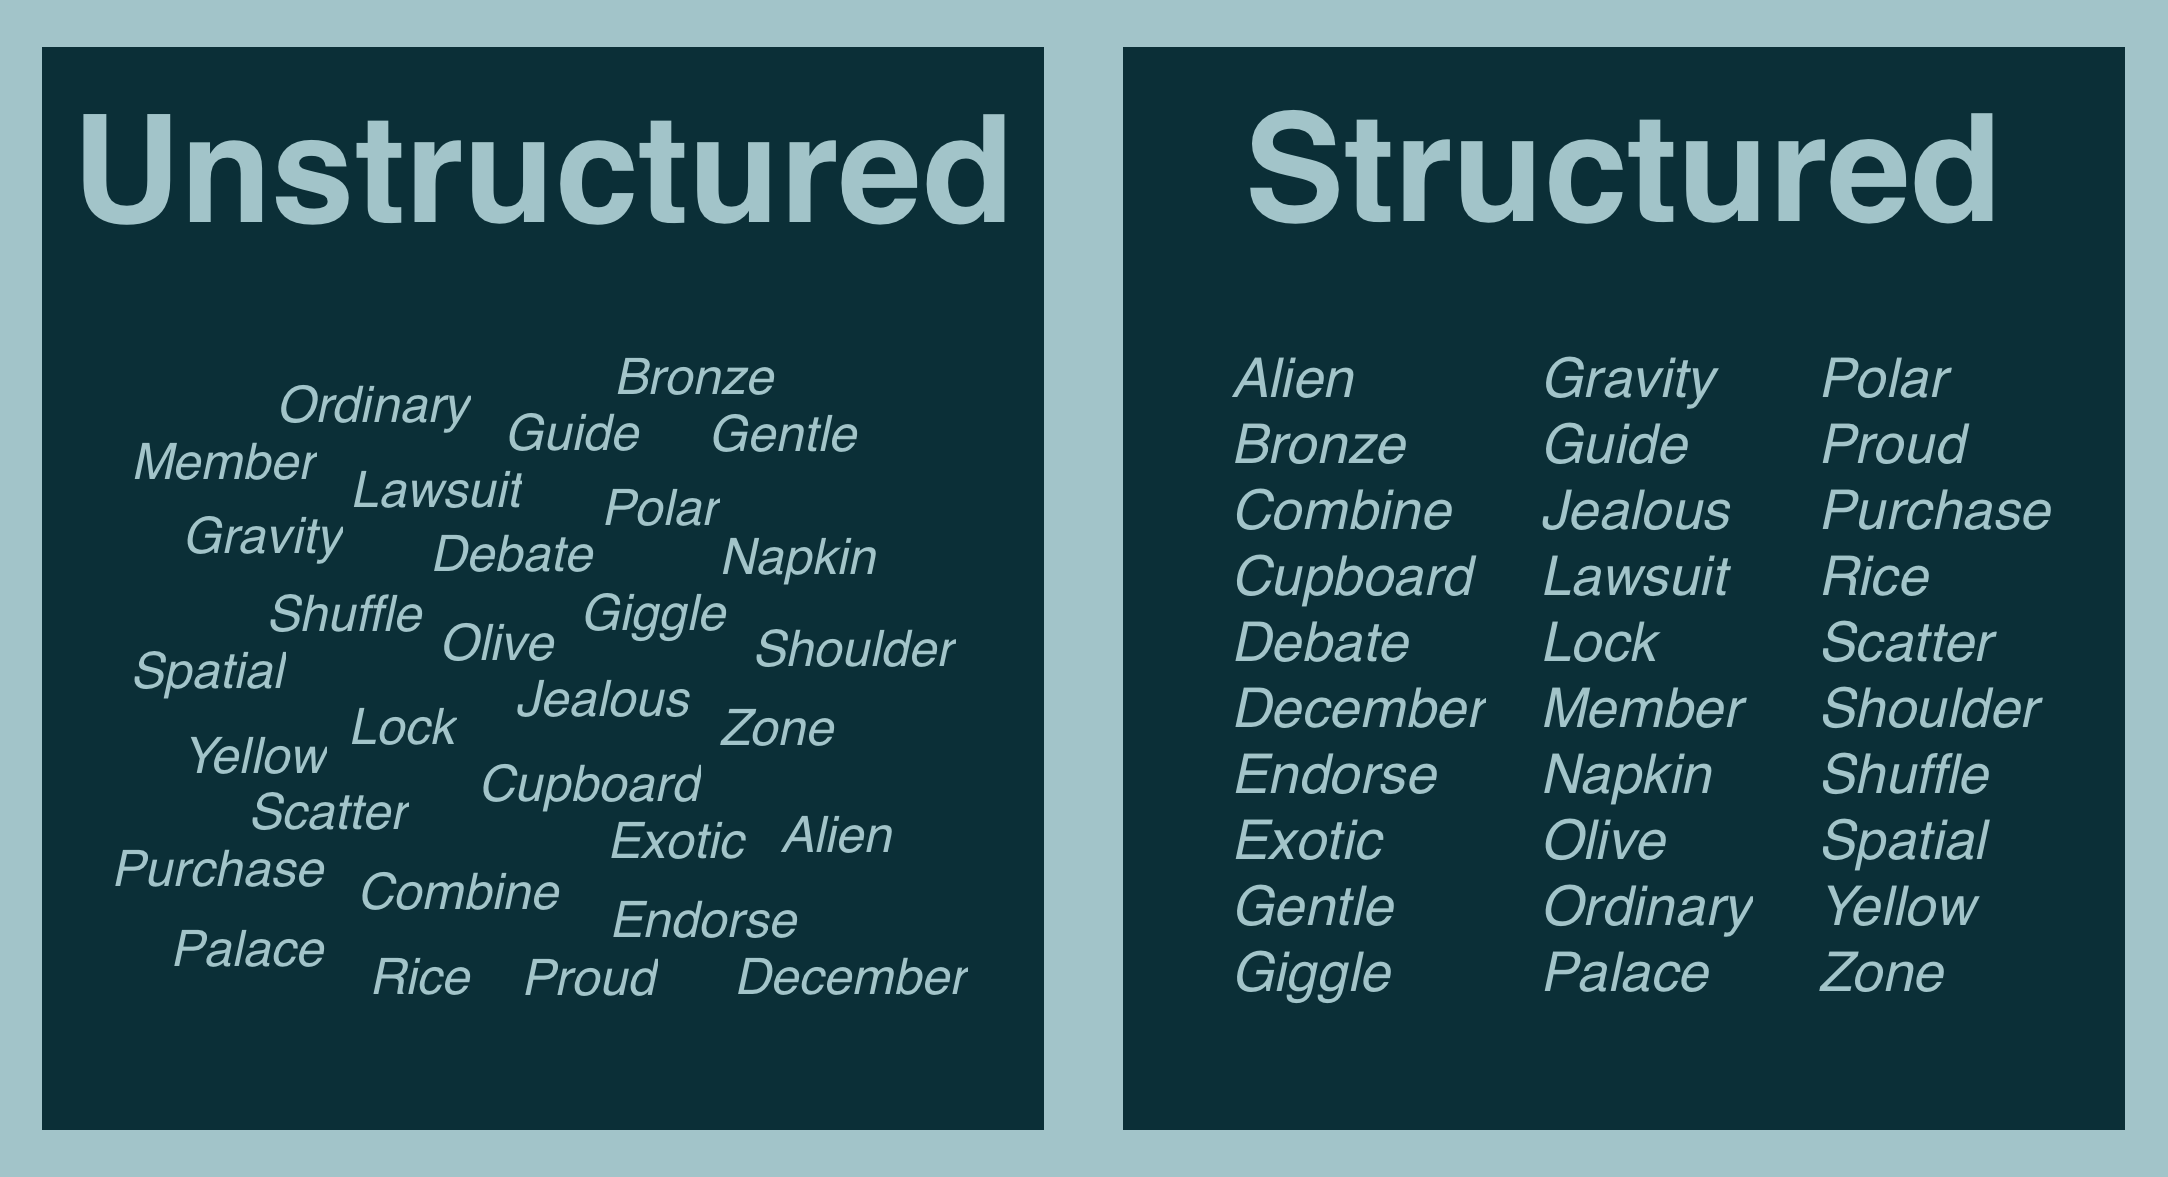 Unstructured
Bronze
Ordinary
Guide
Gentle
Member
Lawsuit
Polar
Gravity
Debate
Napkin
Shuffle
Olive
Giggle
Shoulder
Spatial
Jealous
Lock
Zone
Yellow
Cupboard
Scatter
Exotic
Alien
Purchase
Combine
Endorse
Palace
Rice
Proud
December
Structured
Alien
Bronze
Combine
Cupboard
Debate
December
Endorse
Exotic
Gentle
Giggle
Gravity
Guide
Jealous
Lawsuit
Lock
Member
Napkin
Olive
Ordinary
Palace
Polar
Proud
Purchase
Rice
Scatter
Shoulder
Shuffle
Spatial
Yellow
Zone